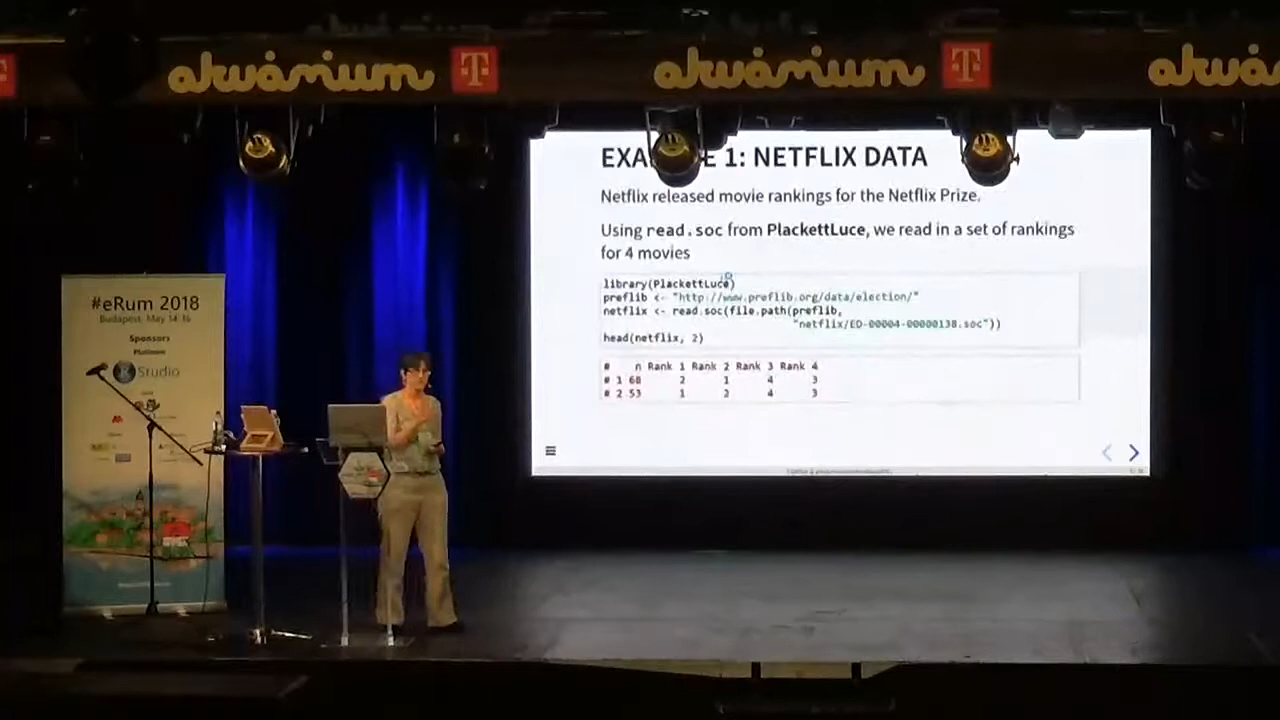 akvárium T akvárium T akvá
EXA E 1: NETFLIX DATA
Netflix released movie rankings for the Netflix Prize.
Using read.soc from PlackettLuce, we read in a set of rankings
for 4 movies
library(PlackettLuce)
preflib <- "http://www.preflib.org/data/election/"
netflix <- read.soc(file.path(preflib,
"netflix/ED-00004-00000138.soc"))
head(netflix, 2)
# n Rank 1 Rank 2 Rank 3 Rank 4
# 1 68 2 1 4 3
# 2 53 1 2 4 3
#eRum 2018
Budapest, May 14-16
Sponsors
Platinum
R Studio